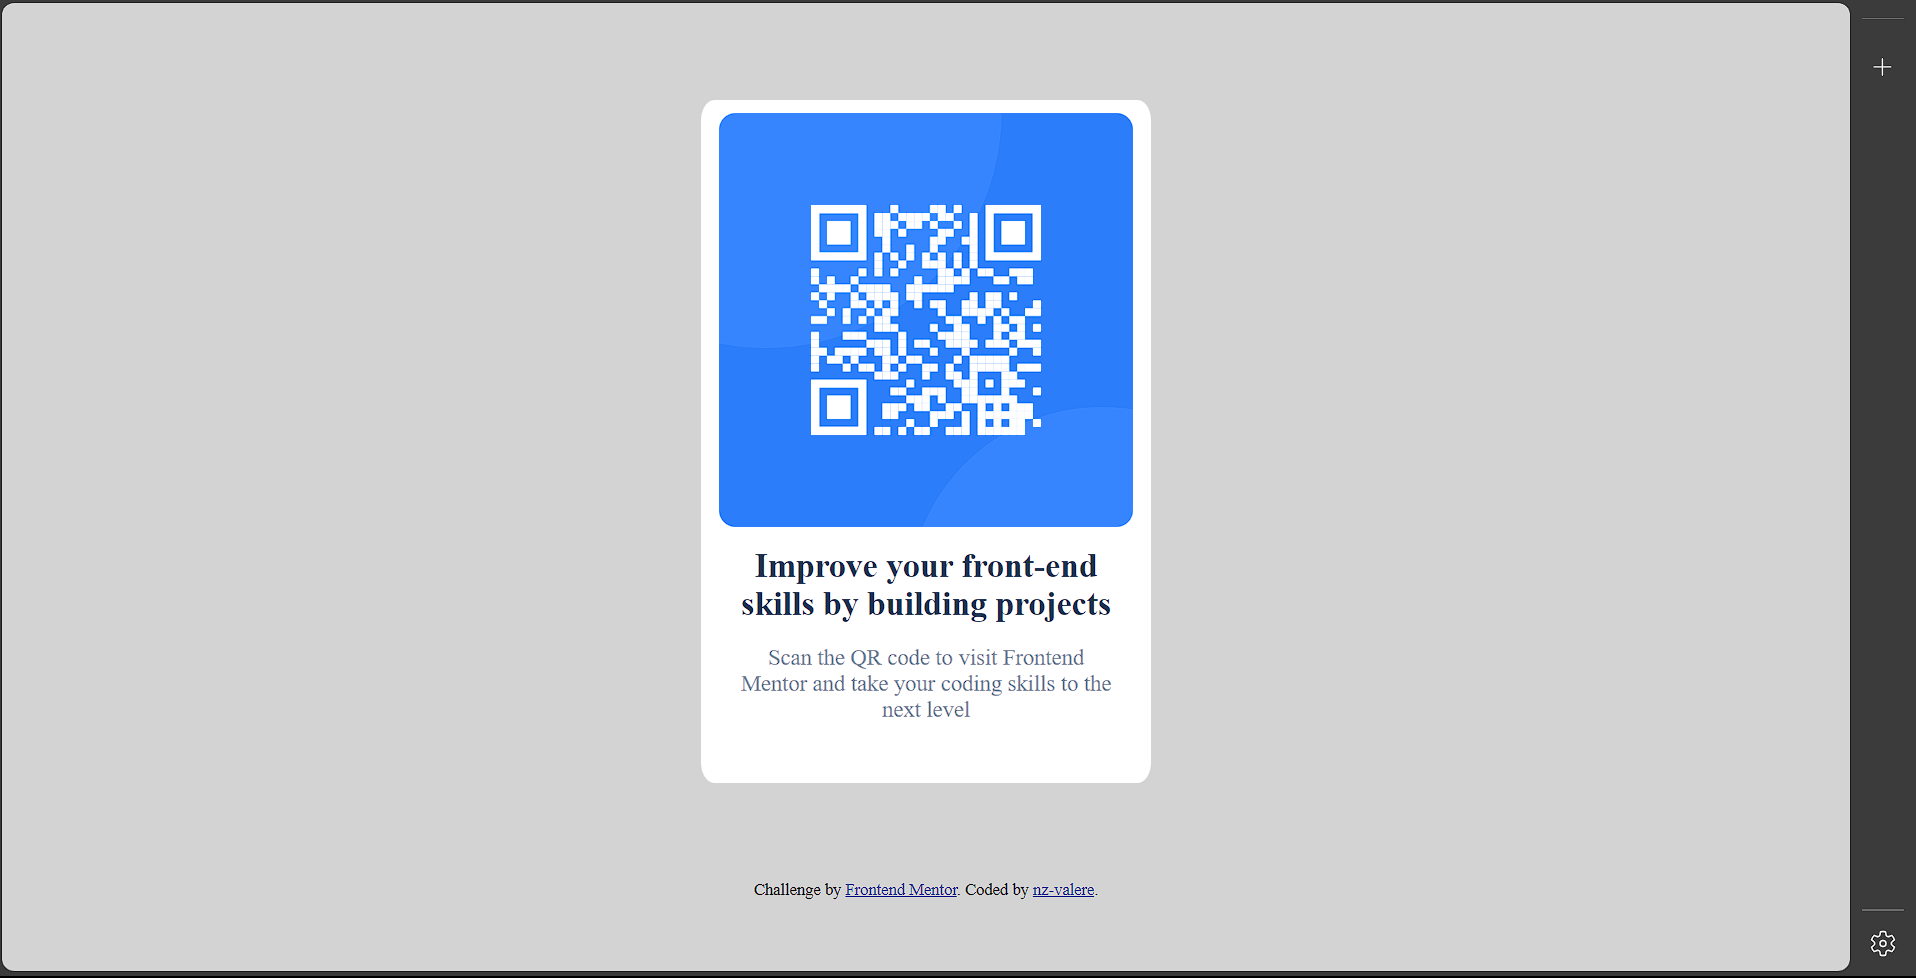 Improve your front-end
skills by building projects
Scan the QR code to visit Frontend
Mentor and take your coding skills to the
next level
Challenge by Frontend Mentor. Coded by nz-valere.